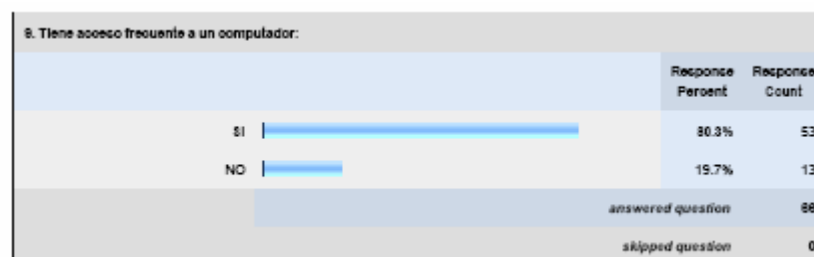 9. Tiene acceso frecuente a un computador:
Response Percent
Response Count
SI 80.3% 53
NO 19.7% 13
answered question 66
skipped question 0